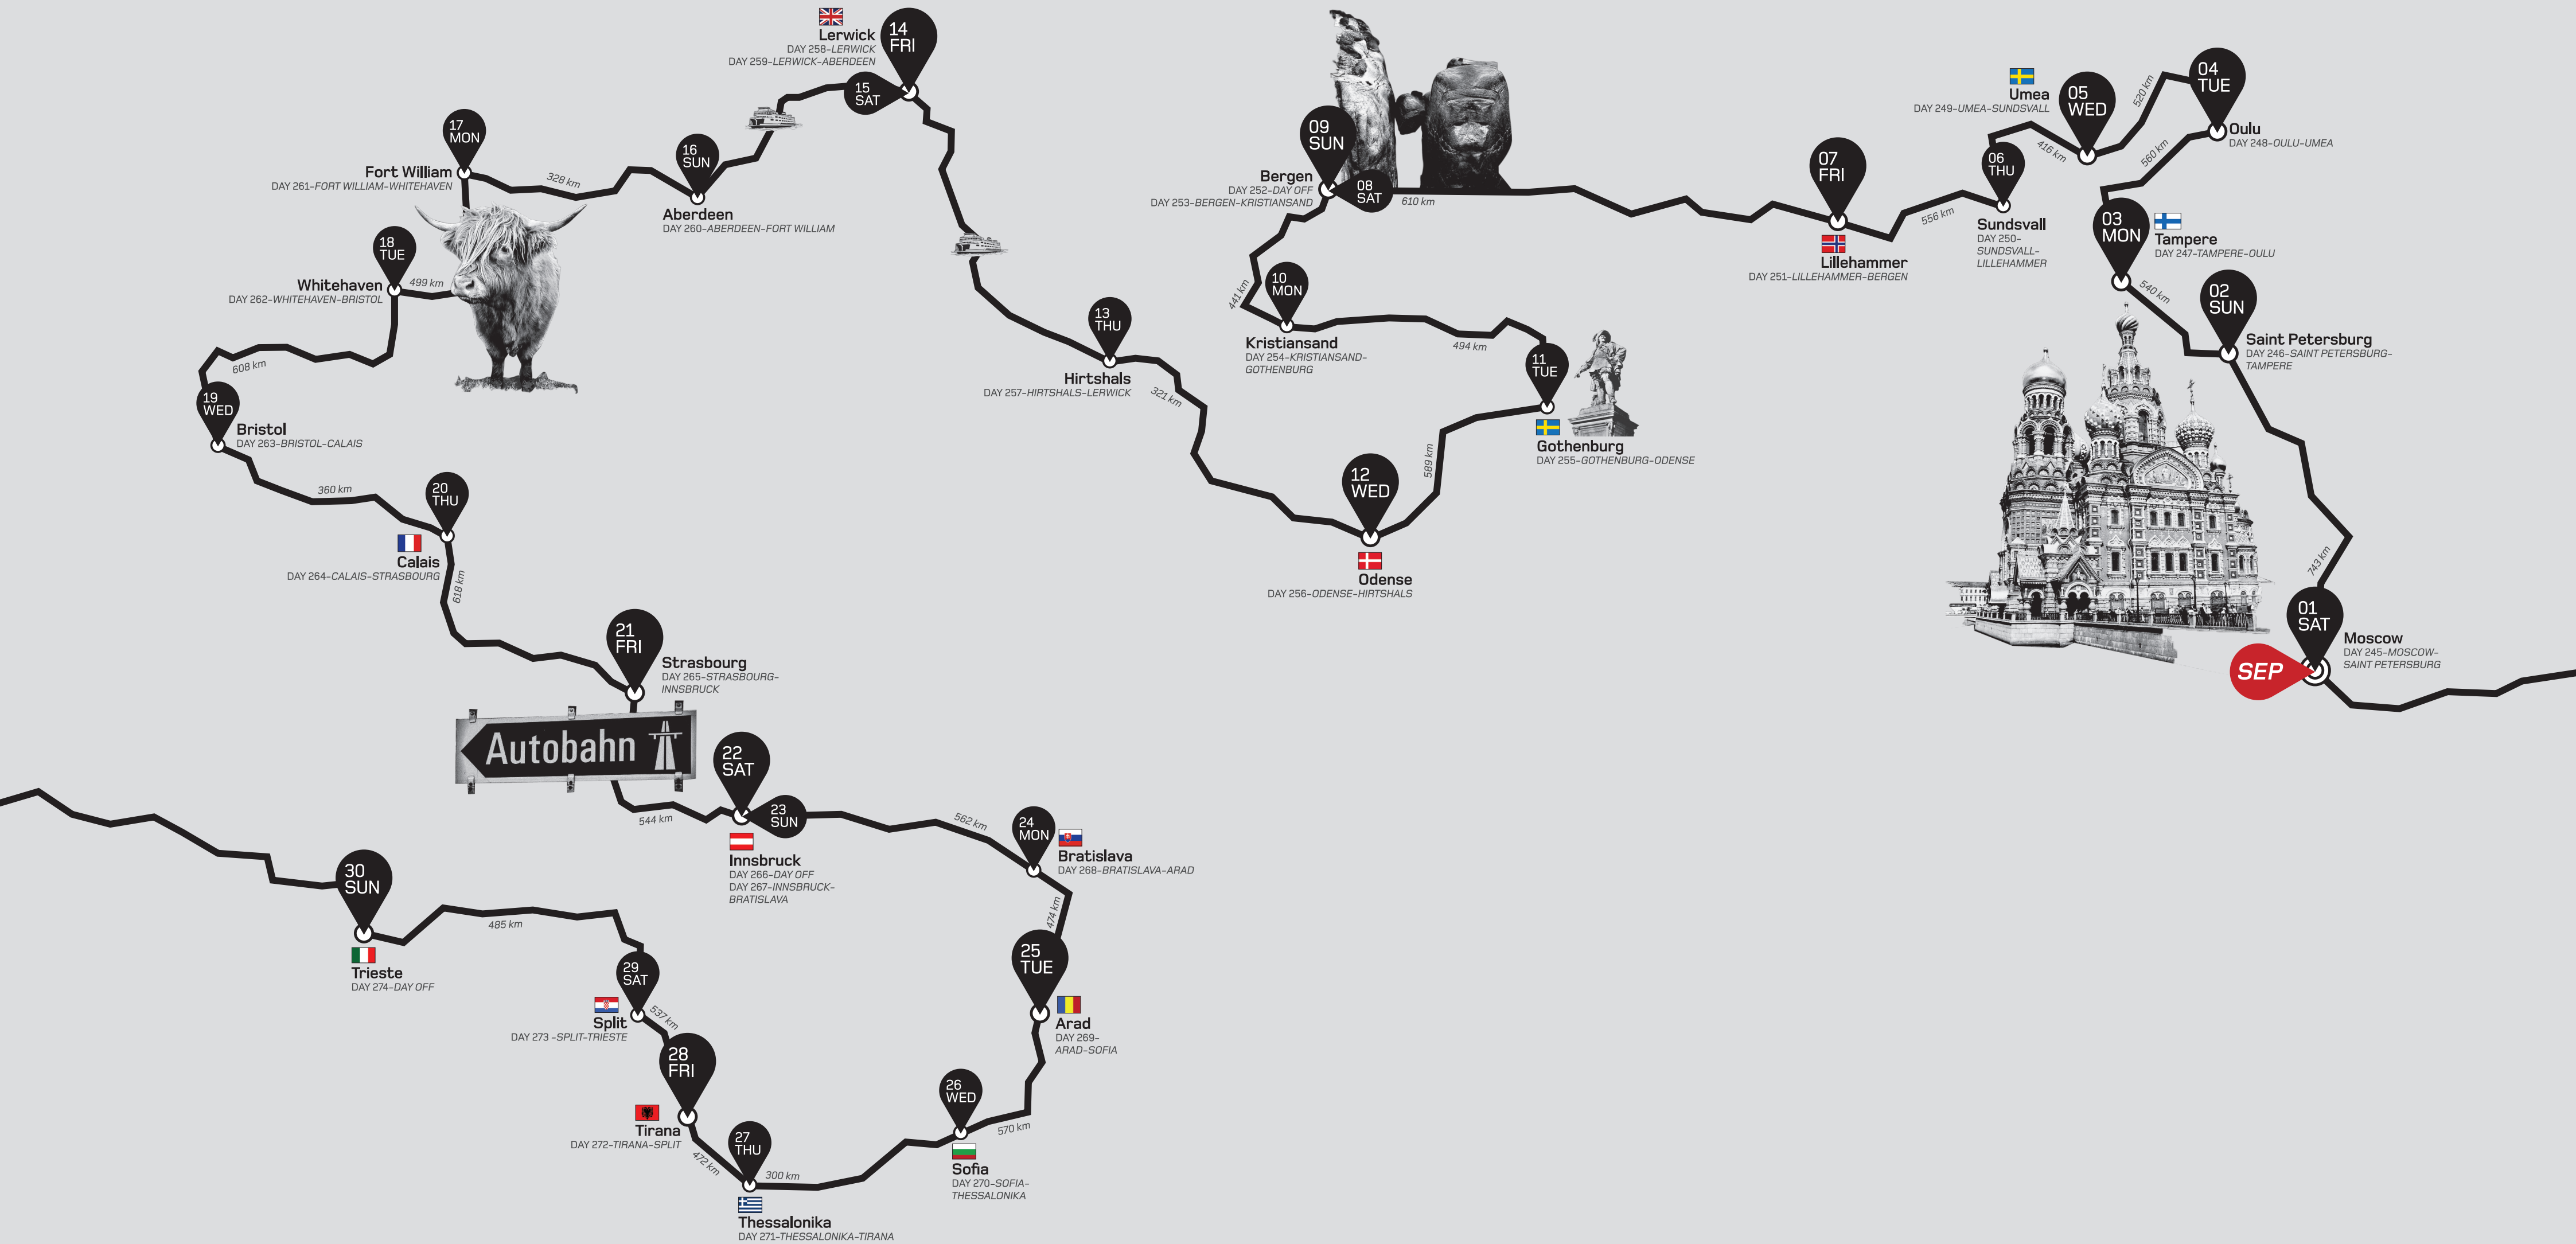 SEP
01
SAT
Moscow
DAY 245-MOSCOW-
SAINT PETERSBURG
743 km
02
SUN
Saint Petersburg
DAY 246-SAINT PETERSBURG-
TAMPERE
540 km
03
MON
Tampere
DAY 247-TAMPERE-OULU
560 km
04
TUE
Oulu
DAY 248-OULU-UMEA
520 km
05
WED
Umea
DAY 249-UMEA-SUNDSVALL
416 km
06
THU
Sundsvall
DAY 250-
SUNDSVALL-
LILLEHAMMER
556 km
07
FRI
Lillehammer
DAY 251-LILLEHAMMER-BERGEN
610 km
08
SAT
09
SUN
Bergen
DAY 252-DAY OFF
DAY 253-BERGEN-KRISTIANSAND
441 km
10
MON
Kristiansand
DAY 254-KRISTIANSAND-
GOTHENBURG
494 km
11
TUE
Gothenburg
DAY 255-GOTHENBURG-ODENSE
589 km
12
WED
Odense
DAY 256-ODENSE-HIRTSHALS
321 km
13
THU
Hirtshals
DAY 257-HIRTSHALS-LERWICK
14
FRI
15
SAT
Lerwick
DAY 258-LERWICK
DAY 259-LERWICK-ABERDEEN
16
SUN
Aberdeen
DAY 260-ABERDEEN-FORT WILLIAM
328 km
17
MON
Fort William
DAY 261-FORT WILLIAM-WHITEHAVEN
499 km
18
TUE
Whitehaven
DAY 262-WHITEHAVEN-BRISTOL
608 km
19
WED
Bristol
DAY 263-BRISTOL-CALAIS
360 km
20
THU
Calais
DAY 264-CALAIS-STRASBOURG
618 km
21
FRI
Strasbourg
DAY 265-STRASBOURG-
INNSBRUCK
Autobahn
544 km
22
SAT
23
SUN
Innsbruck
DAY 266-DAY OFF
DAY 267-INNSBRUCK-
BRATISLAVA
562 km
24
MON
Bratislava
DAY 268-BRATISLAVA-ARAD
474 km
25
TUE
Arad
DAY 269-
ARAD-SOFIA
570 km
26
WED
Sofia
DAY 270-SOFIA-
THESSALONIKA
300 km
27
THU
Thessalonika
DAY 271-THESSALONIKA-TIRANA
472 km
28
FRI
Tirana
DAY 272-TIRANA-SPLIT
537 km
29
SAT
Split
DAY 273 -SPLIT-TRIESTE
485 km
30
SUN
Trieste
DAY 274-DAY OFF